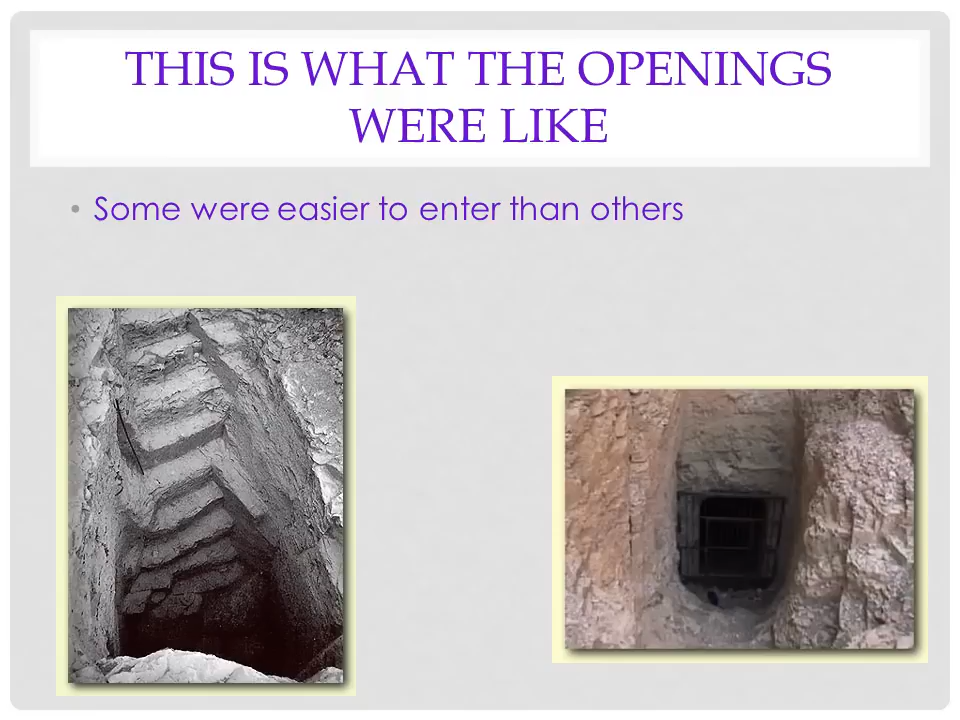 THIS IS WHAT THE OPENINGS
WERE LIKE
• Some were easier to enter than others